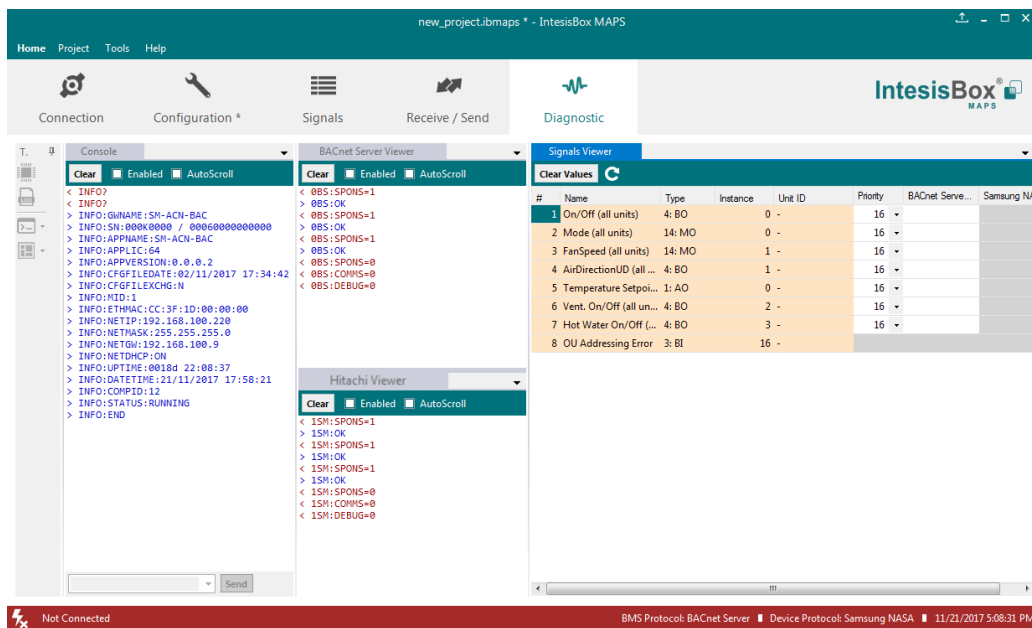 new_project.ibmaps * - IntesisBox MAPS
Home Project Tools Help
Connection Configuration * Signals Receive / Send Diagnostic
IntesisBox®
MAPS
T. Console
Clear Enabled AutoScroll
< INFO?
< INFO?
> INFO:GWNAME:SM-ACN-BAC
> INFO:SN:000K0000 / 00060000000000
> INFO:APPNAME:SM-ACN-BAC
> INFO:APPLIC:64
> INFO:APPVERSION:0.0.0.2
> INFO:CFGFILEDATE:02/11/2017 17:34:42
> INFO:CFGFILEXCHG:N
> INFO:MID:1
> INFO:ETHMAC:CC:3F:1D:00:00:00
> INFO:NETIP:192.168.100.220
> INFO:NETMASK:255.255.255.0
> INFO:NETGW:192.168.100.9
> INFO:NETDHCP:ON
> INFO:UPTIME:0018d 22:08:37
> INFO:DATETIME:21/11/2017 17:58:21
> INFO:COMPID:12
> INFO:STATUS:RUNNING
> INFO:END
Send
BACnet Server Viewer
Clear Enabled AutoScroll
< 0BS:SPONS=1
> 0BS:OK
< 0BS:SPONS=1
> 0BS:OK
< 0BS:SPONS=1
> 0BS:OK
< 0BS:SPONS=0
< 0BS:COMMS=0
< 0BS:DEBUG=0
Hitachi Viewer
Clear Enabled AutoScroll
< 1SM:SPONS=1
> 1SM:OK
< 1SM:SPONS=1
> 1SM:OK
< 1SM:SPONS=1
> 1SM:OK
< 1SM:SPONS=0
< 1SM:COMMS=0
< 1SM:DEBUG=0
Signals Viewer
Clear Values
# Name Type Instance Unit ID Priority BACnet Serve... Samsung NA
1 On/Off (all units) 4: BO 0 - 16
2 Mode (all units) 14: MO 0 - 16
3 FanSpeed (all units) 14: MO 1 - 16
4 AirDirectionUD (all ... 4: BO 1 - 16
5 Temperature Setpoi... 1: AO 0 - 16
6 Vent. On/Off (all un... 4: BO 2 - 16
7 Hot Water On/Off (... 4: BO 3 - 16
8 OU Addressing Error 3: BI 16 -
Not Connected BMS Protocol: BACnet Server Device Protocol: Samsung NASA 11/21/2017 5:08:31 PM